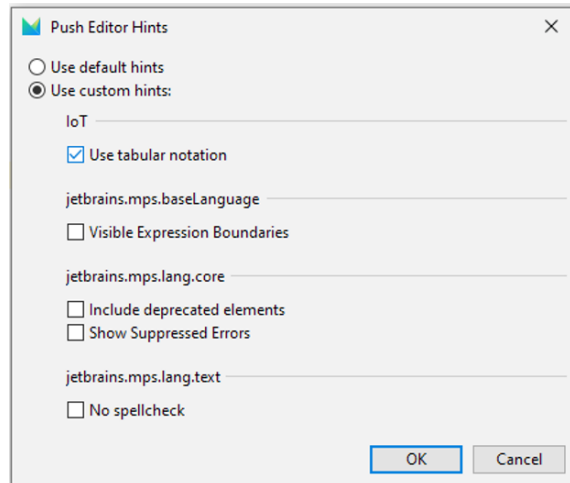 Push Editor Hints
Use default hints
Use custom hints:
IoT
Use tabular notation
jetbrains.mps.baseLanguage
Visible Expression Boundaries
jetbrains.mps.lang.core
Include deprecated elements
Show Suppressed Errors
jetbrains.mps.lang.text
No spellcheck
OK Cancel